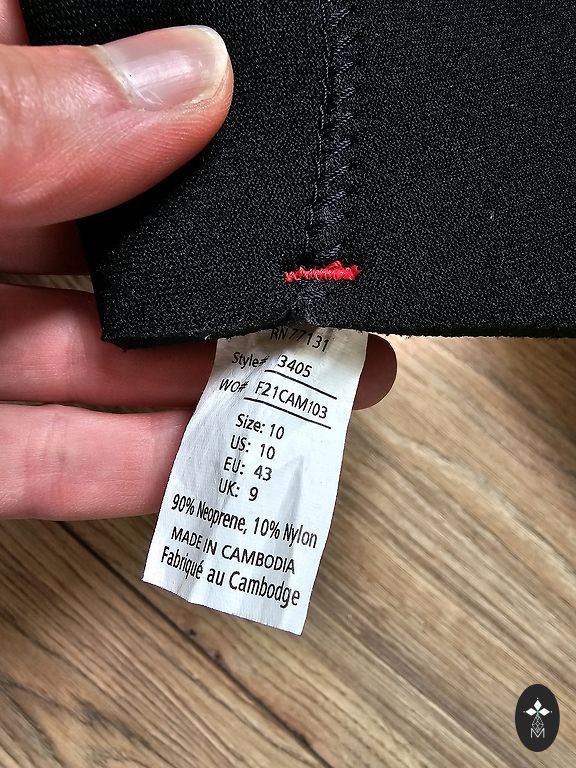 RN 77131
Style# 3405
WO# F21CAM103
Size: 10
US: 10
EU: 43
UK: 9
90% Neoprene, 10% Nylon
MADE IN CAMBODIA
Fabriqué au Cambodge
M